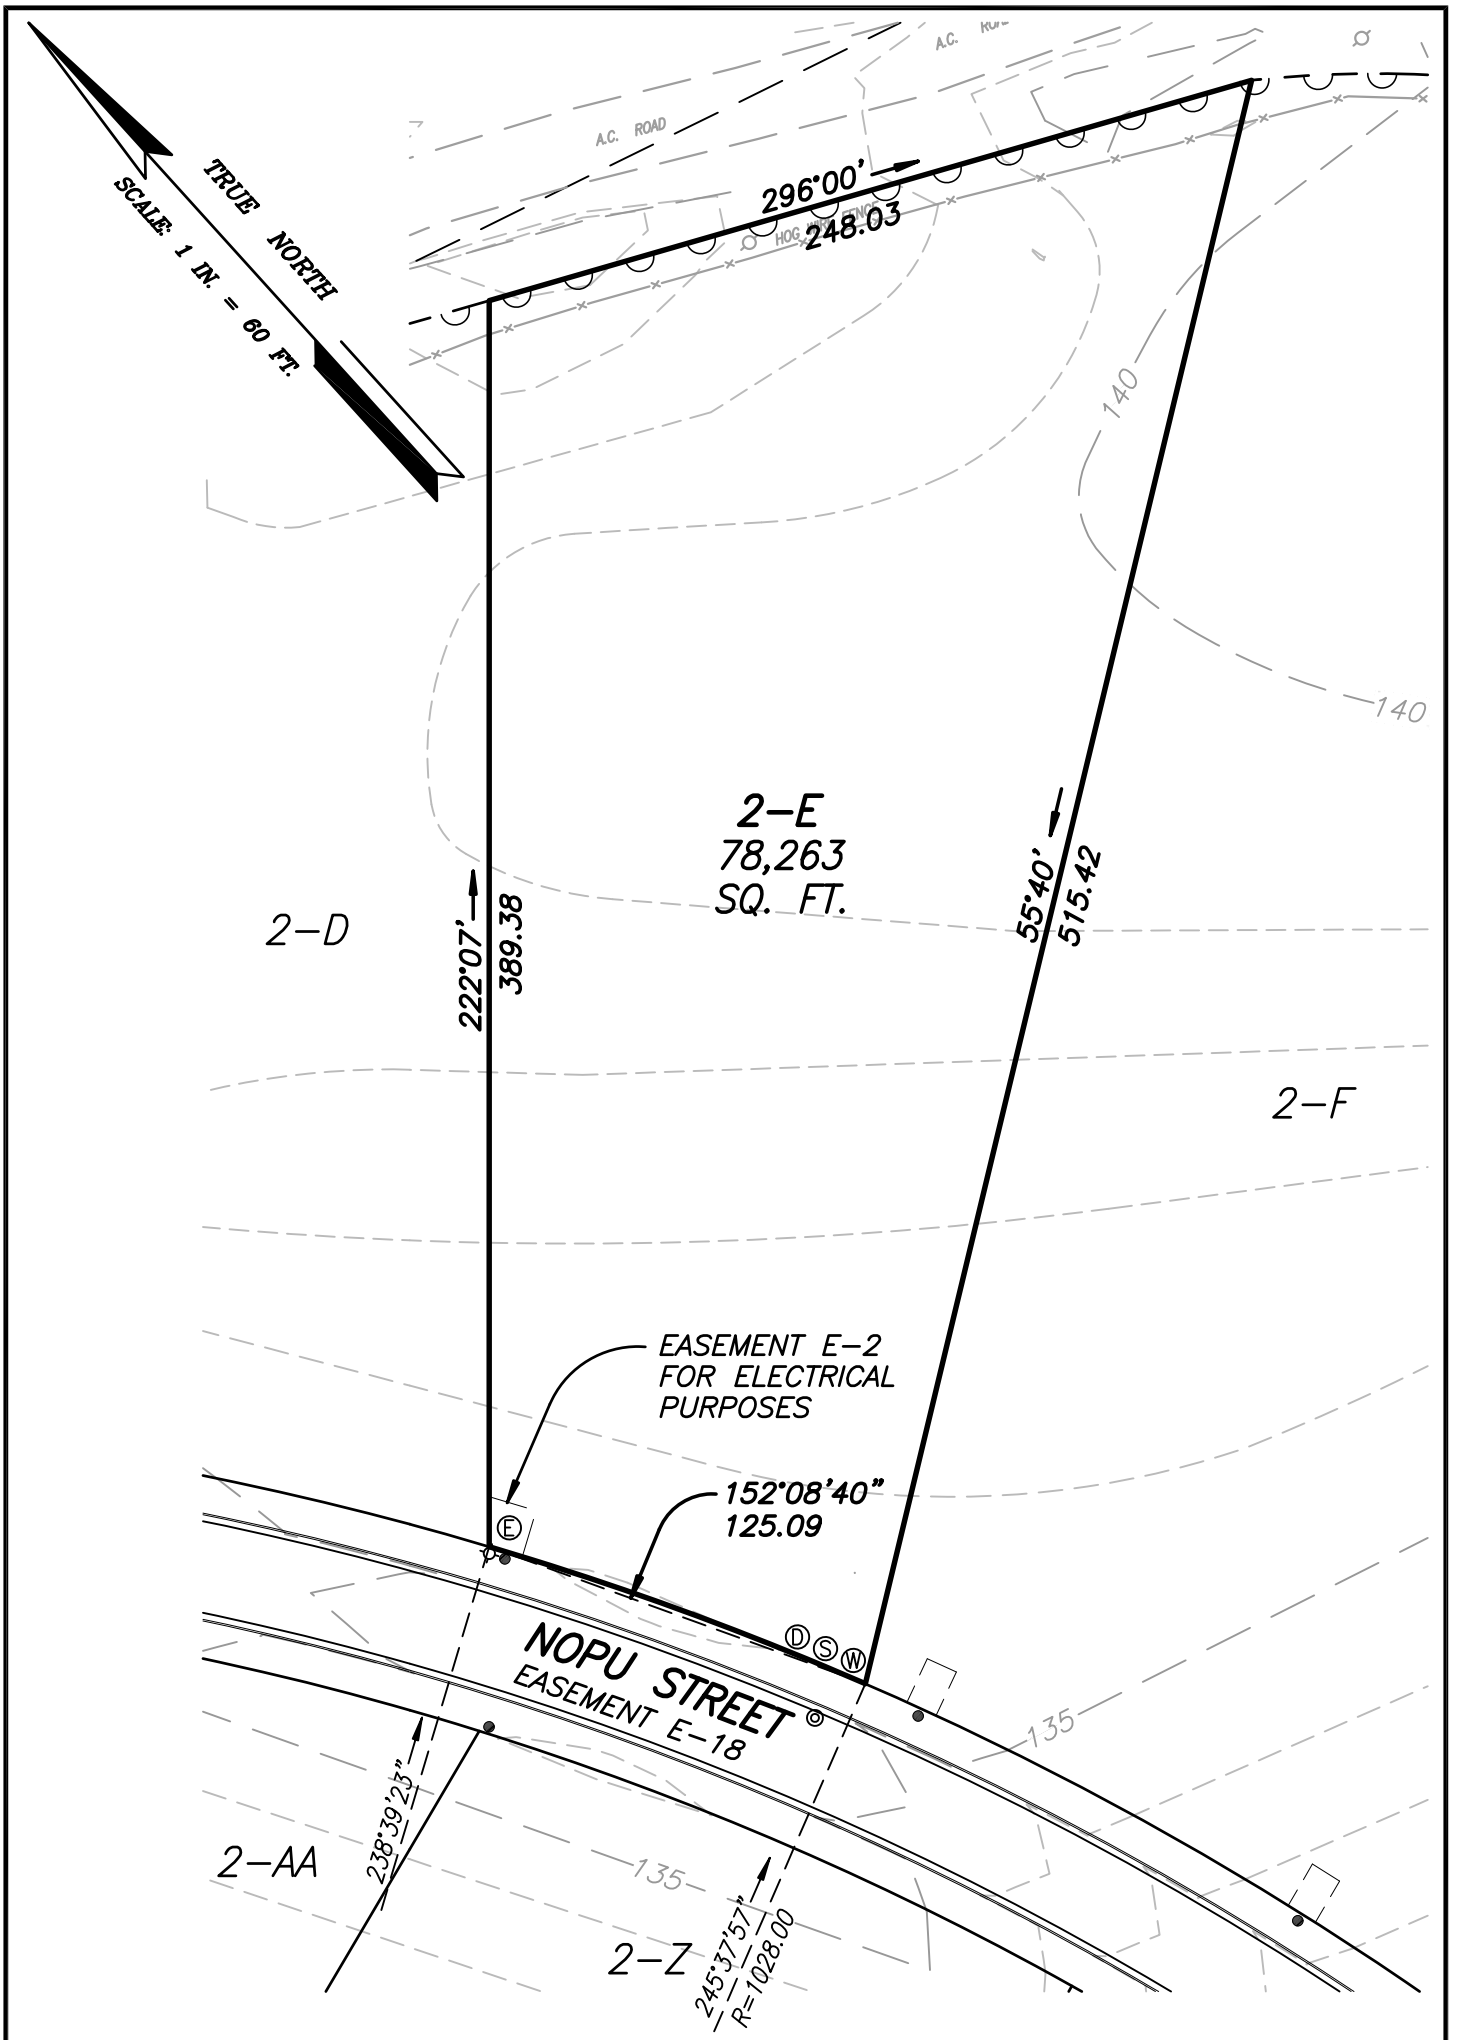 A.C. ROAD
A.C. ROAD
TRUE NORTH
SCALE: 1 IN. = 60 FT.
296°00'
248.03
HOG WIRE FENCE
140
140
2-E
78,263
SQ. FT.
55°40'
515.42
2-D
222°07'
389.38
2-F
EASEMENT E-2
FOR ELECTRICAL
PURPOSES
152°08'40"
125.09
E
D S W
NOPU STREET
EASEMENT E-18
135
238°39'23"
2-AA
135
245°37'57"
R=1028.00
2-Z